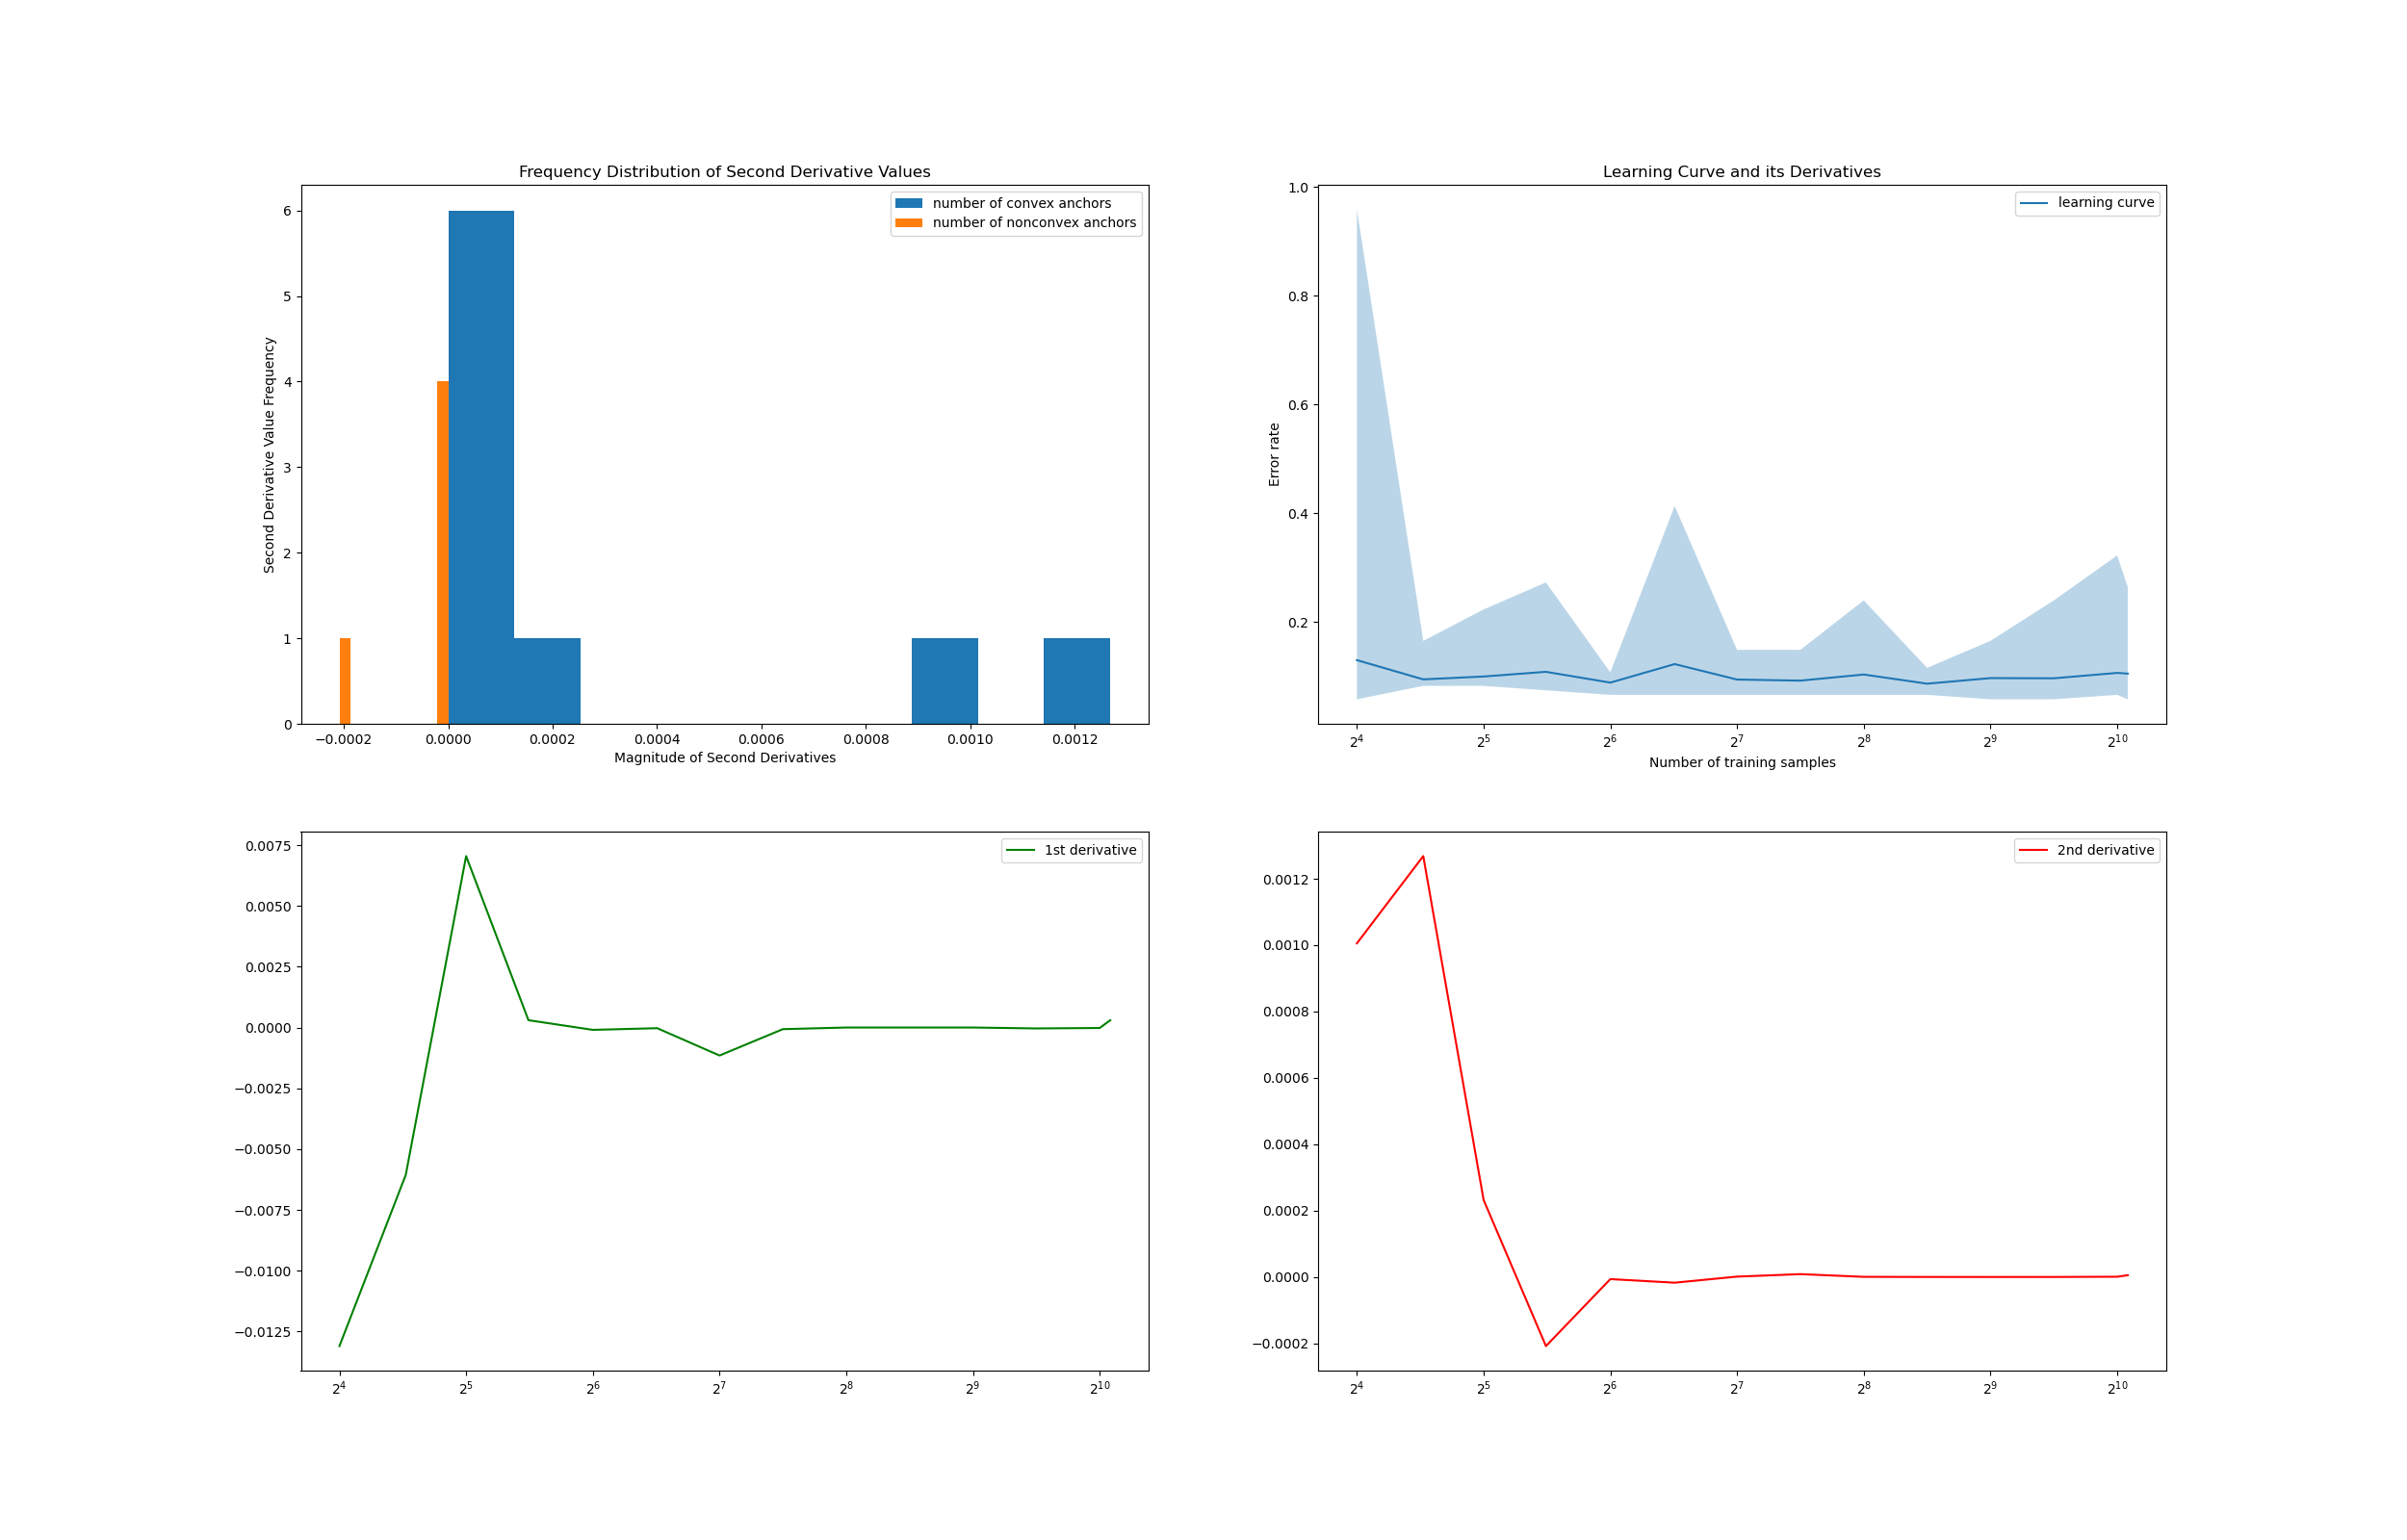 Frequency Distribution of Second Derivative Values
number of convex anchors
number of nonconvex anchors
6
5
4
3
2
1
0
Second Derivative Value Frequency
−0.0002 0.0000 0.0002 0.0004 0.0006 0.0008 0.0010 0.0012
Magnitude of Second Derivatives
Learning Curve and its Derivatives
learning curve
1.0
0.8
0.6
0.4
0.2
Error rate
2⁴ 2⁵ 2⁶ 2⁷ 2⁸ 2⁹ 2¹⁰
Number of training samples
1st derivative
0.0075
0.0050
0.0025
0.0000
−0.0025
−0.0050
−0.0075
−0.0100
−0.0125
2⁴ 2⁵ 2⁶ 2⁷ 2⁸ 2⁹ 2¹⁰
2nd derivative
0.0012
0.0010
0.0008
0.0006
0.0004
0.0002
0.0000
−0.0002
2⁴ 2⁵ 2⁶ 2⁷ 2⁸ 2⁹ 2¹⁰